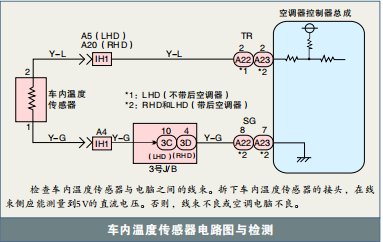 空调器控制器总成
A5(LHD)
A20(RHD)
TR
Y-L
Y-L
2
2
2
IH1
A22
A23
*1
*2
车内温度
传感器
*1: LHD(不带后空调器)
*2: RHD和LHD(带后空调器)
1
A4
10
4
SG
8
7
Y-G
Y-G
Y-G
IH1
3C
3D
A22
A23
(LHD)
(RHD)
*1
*2
3号J/B
检查车内温度传感器与电脑之间的线束。折下车内温度传感器的接头，在线
束侧应能测量到5V的直流电压。否则，线束不良或空调电脑不良。
车内温度传感器电路图与检测